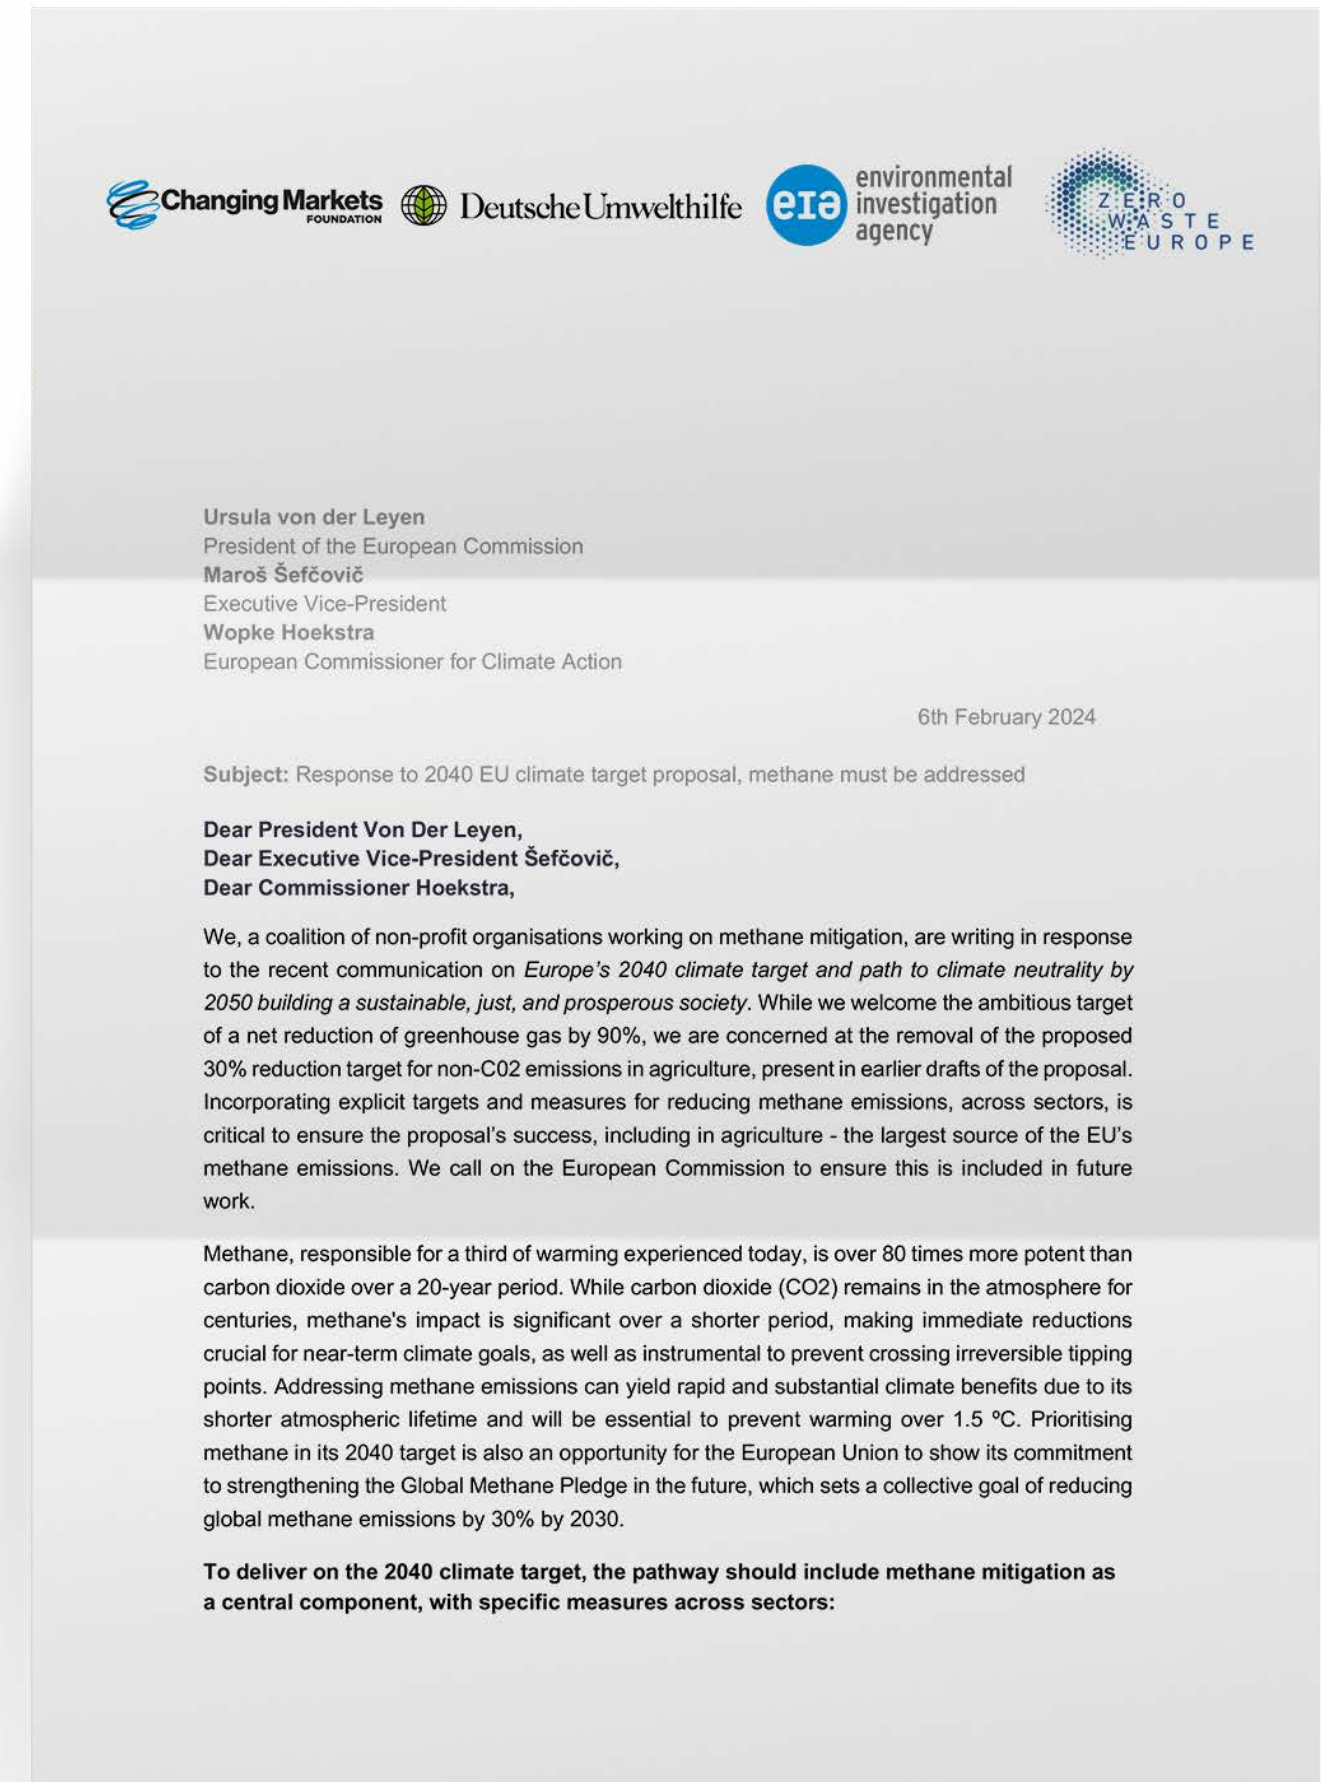 Changing Markets
FOUNDATION
Deutsche Umwelthilfe
eia
environmental
investigation
agency
ZERO
WASTE
EUROPE
Ursula von der Leyen
President of the European Commission
Maroš Šefčovič
Executive Vice-President
Wopke Hoekstra
European Commissioner for Climate Action
6th February 2024
Subject: Response to 2040 EU climate target proposal, methane must be addressed
Dear President Von Der Leyen,
Dear Executive Vice-President Šefčovič,
Dear Commissioner Hoekstra,
We, a coalition of non-profit organisations working on methane mitigation, are writing in response
to the recent communication on Europe's 2040 climate target and path to climate neutrality by
2050 building a sustainable, just, and prosperous society. While we welcome the ambitious target
of a net reduction of greenhouse gas by 90%, we are concerned at the removal of the proposed
30% reduction target for non-C02 emissions in agriculture, present in earlier drafts of the proposal.
Incorporating explicit targets and measures for reducing methane emissions, across sectors, is
critical to ensure the proposal's success, including in agriculture - the largest source of the EU's
methane emissions. We call on the European Commission to ensure this is included in future
work.
Methane, responsible for a third of warming experienced today, is over 80 times more potent than
carbon dioxide over a 20-year period. While carbon dioxide (CO2) remains in the atmosphere for
centuries, methane's impact is significant over a shorter period, making immediate reductions
crucial for near-term climate goals, as well as instrumental to prevent crossing irreversible tipping
points. Addressing methane emissions can yield rapid and substantial climate benefits due to its
shorter atmospheric lifetime and will be essential to prevent warming over 1.5 ºC. Prioritising
methane in its 2040 target is also an opportunity for the European Union to show its commitment
to strengthening the Global Methane Pledge in the future, which sets a collective goal of reducing
global methane emissions by 30% by 2030.
To deliver on the 2040 climate target, the pathway should include methane mitigation as
a central component, with specific measures across sectors: